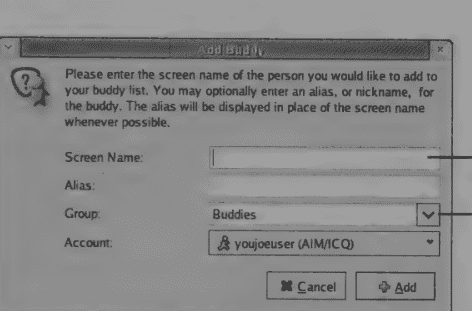 Add Buddy
Please enter the screen name of the person you would like to add to
your buddy list. You may optionally enter an alias, or nickname, for
the buddy. The alias will be displayed in place of the screen name
whenever possible.
Screen Name:
Alias:
Group: Buddies
Account: youjoeuser (AIM/ICQ)
Cancel Add